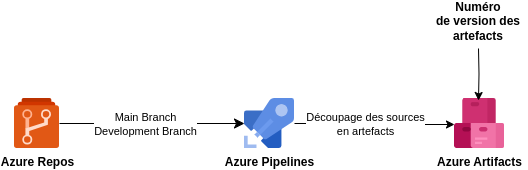 Numéro
de version des
artefacts
Main Branch
Development Branch
Découpage des sources
en artefacts
Azure Repos
Azure Pipelines
Azure Artifacts